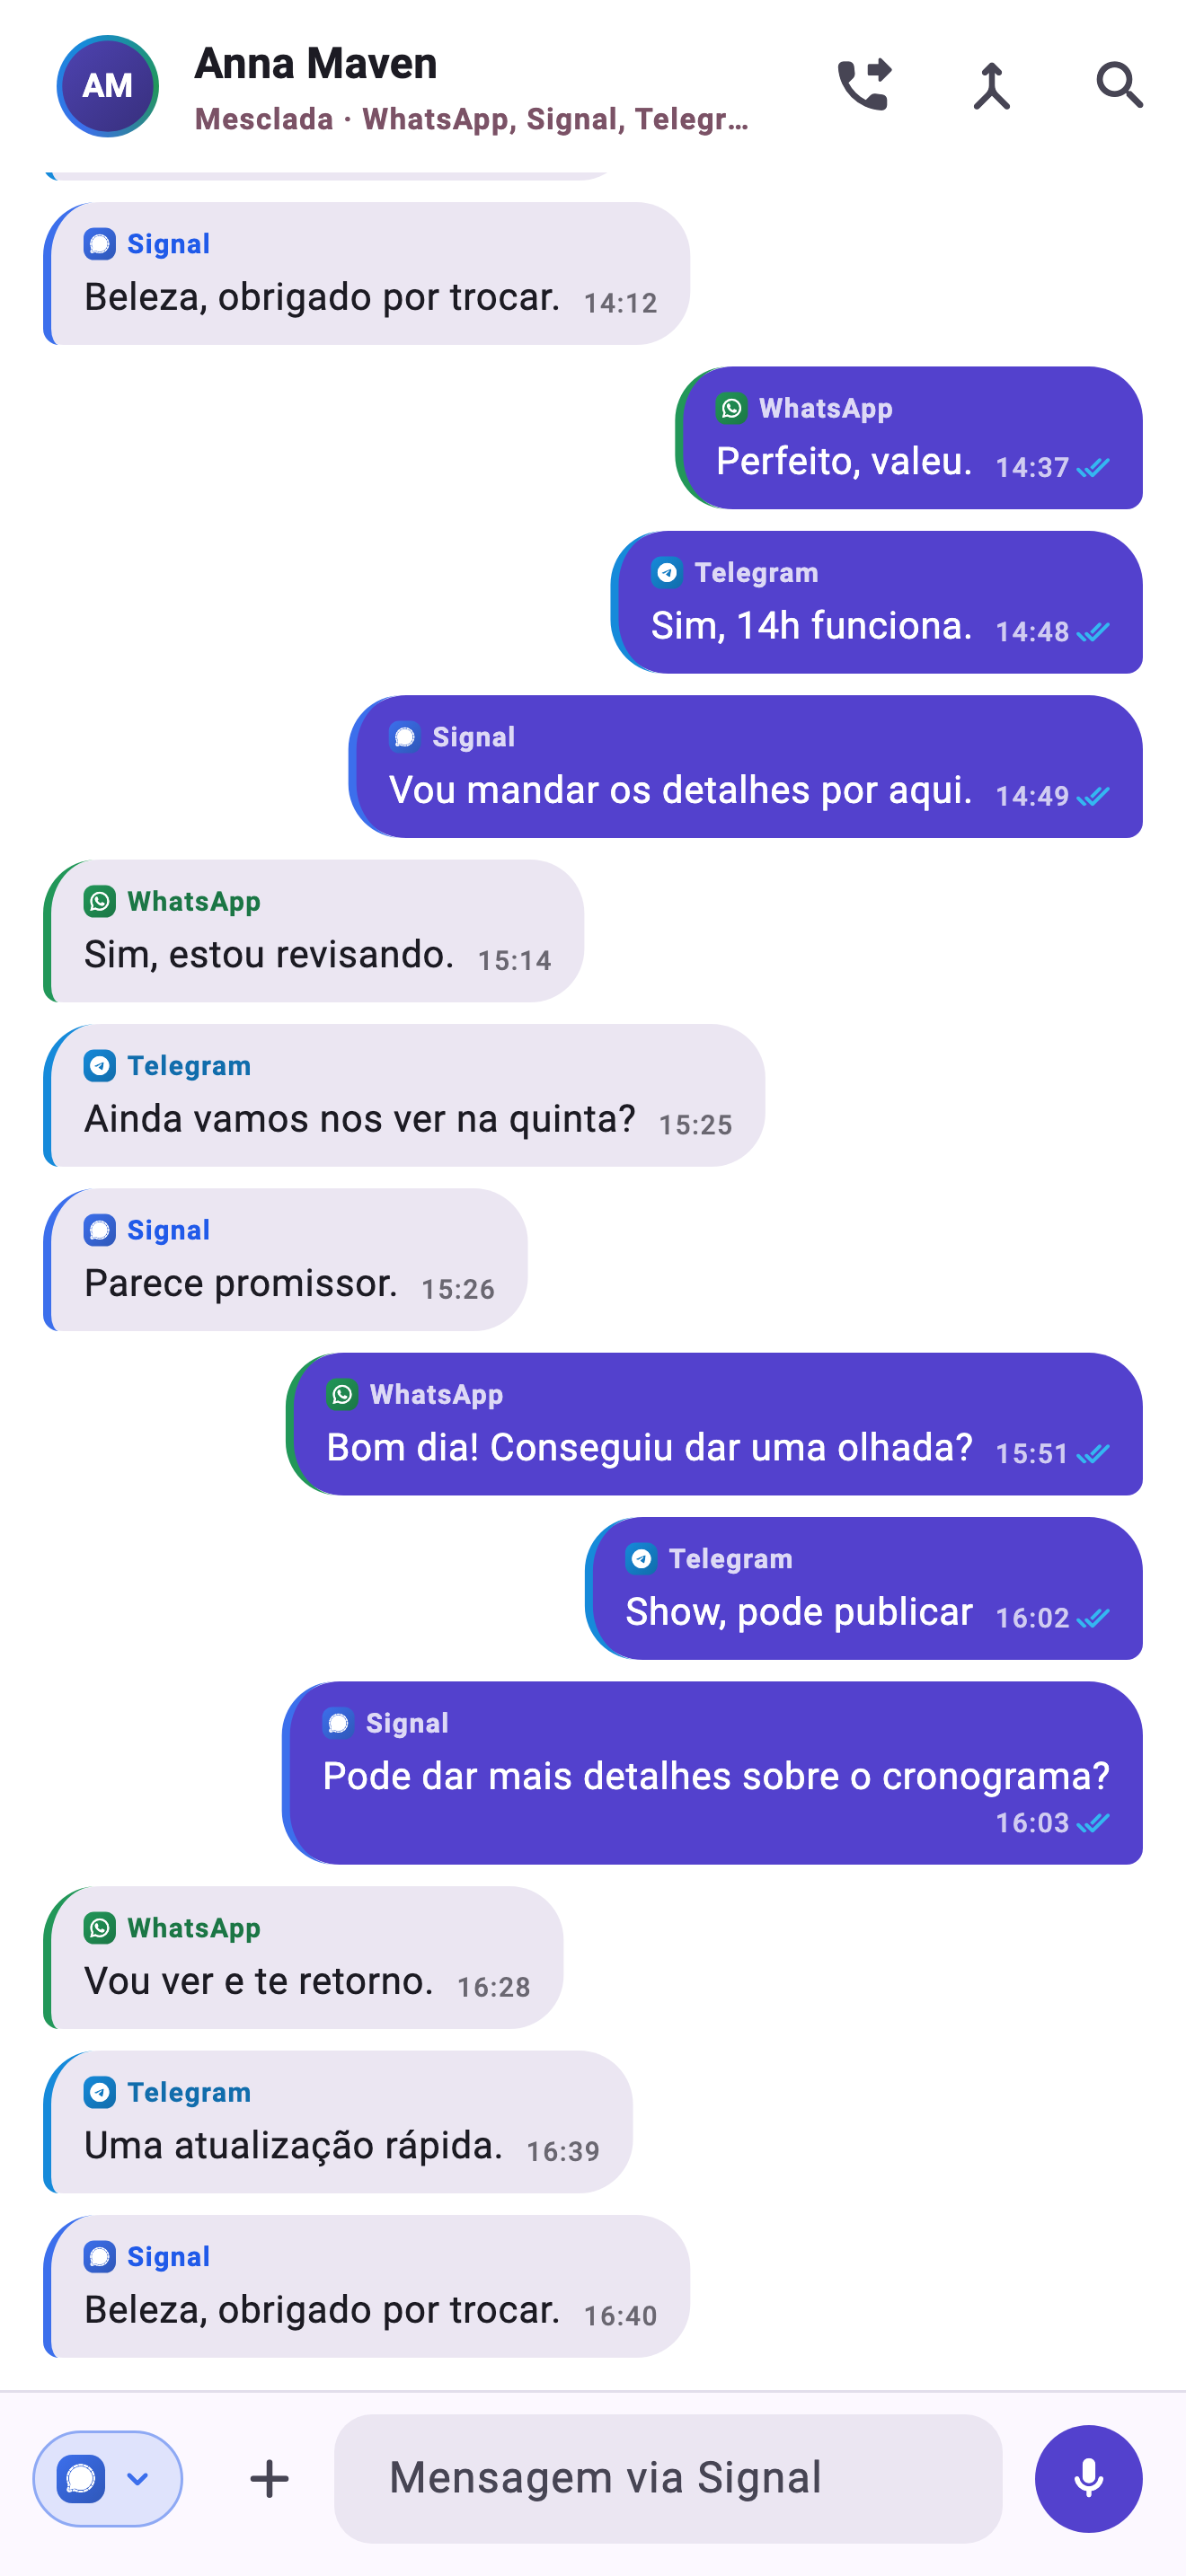 AM
Anna Maven
Mesclada · WhatsApp, Signal, Telegr...
Signal
Beleza, obrigado por trocar. 14:12
WhatsApp
Perfeito, valeu. 14:37
Telegram
Sim, 14h funciona. 14:48
Signal
Vou mandar os detalhes por aqui. 14:49
WhatsApp
Sim, estou revisando. 15:14
Telegram
Ainda vamos nos ver na quinta? 15:25
Signal
Parece promissor. 15:26
WhatsApp
Bom dia! Conseguiu dar uma olhada? 15:51
Telegram
Show, pode publicar 16:02
Signal
Pode dar mais detalhes sobre o cronograma?
16:03
WhatsApp
Vou ver e te retorno. 16:28
Telegram
Uma atualização rápida. 16:39
Signal
Beleza, obrigado por trocar. 16:40
Mensagem via Signal